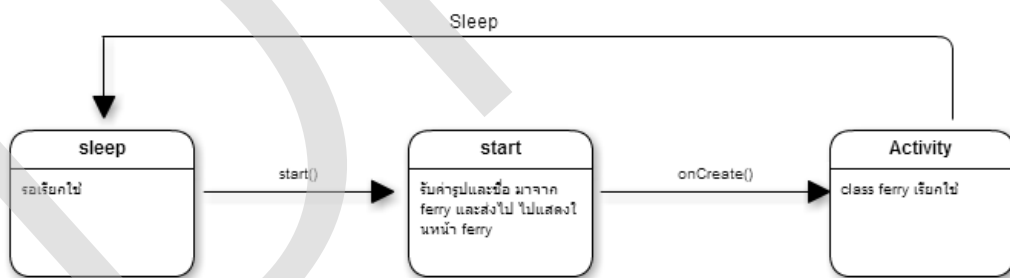 Sleep
sleep
รอเรียกใช้
start()
start
รับค่ารูปและชื่อ มาจาก
ferry และส่งไป ไปแสดงใ
นหน้า ferry
onCreate()
Activity
class ferry เรียกใช้